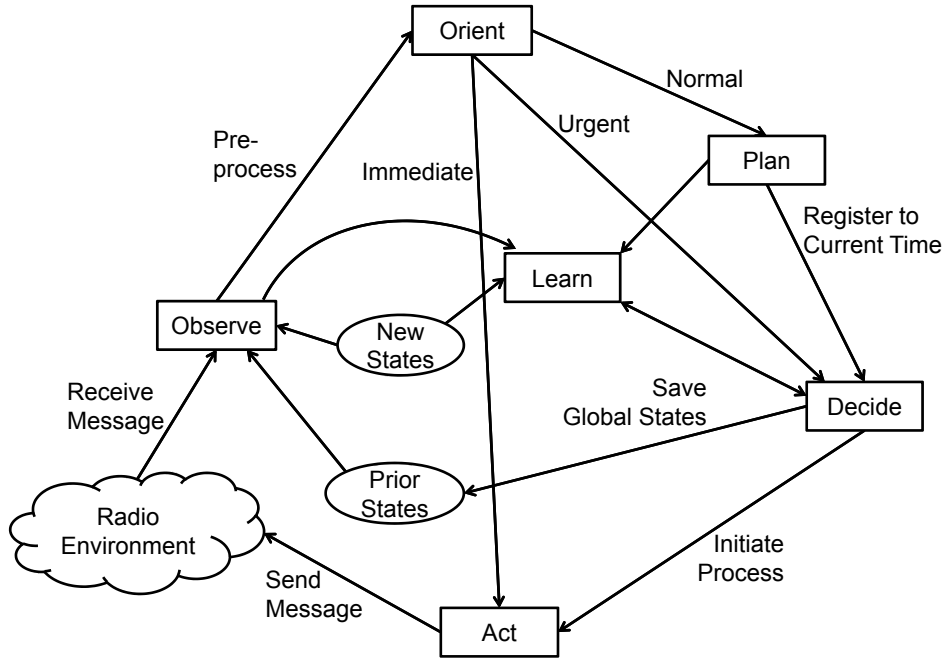 Orient
Normal
Urgent
Pre-
process
Immediate
Plan
Register to
Current Time
Learn
Observe
New
States
Receive
Message
Save
Global States
Decide
Prior
States
Radio
Environment
Initiate
Process
Send
Message
Act